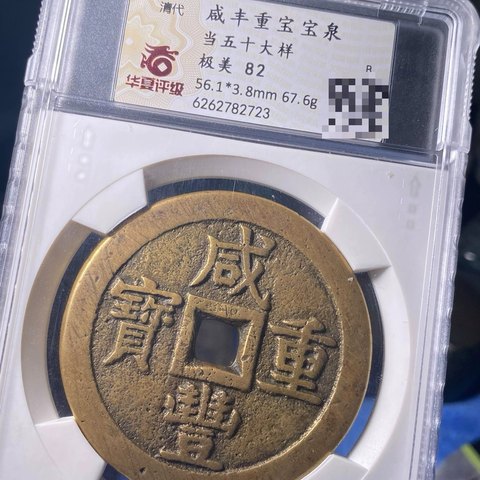 清代
华夏评级
咸丰重宝宝泉
当五十大样
极美 82
56.1*3.8mm 67.6g
6262782723
R
咸
寶 重
豐